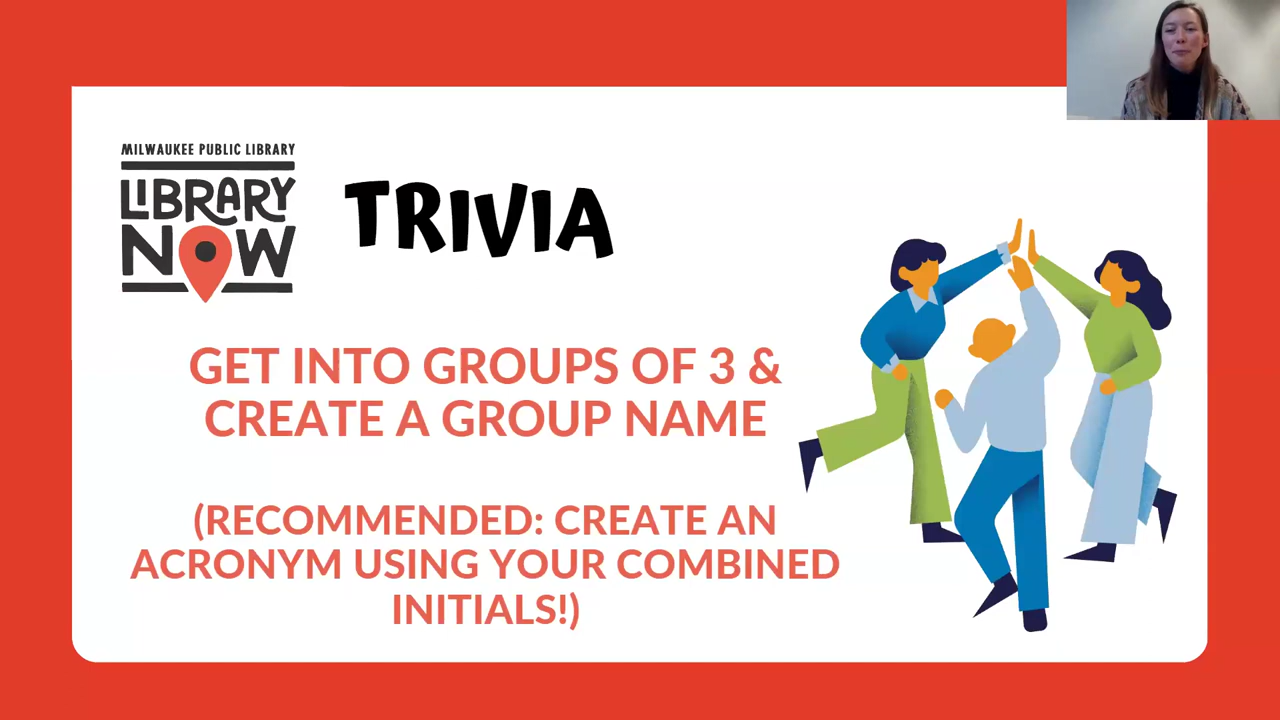 MILWAUKEE PUBLIC LIBRARY
LIBRARY
NOW
TRIVIA
GET INTO GROUPS OF 3 &
CREATE A GROUP NAME
(RECOMMENDED: CREATE AN
ACRONYM USING YOUR COMBINED
INITIALS!)